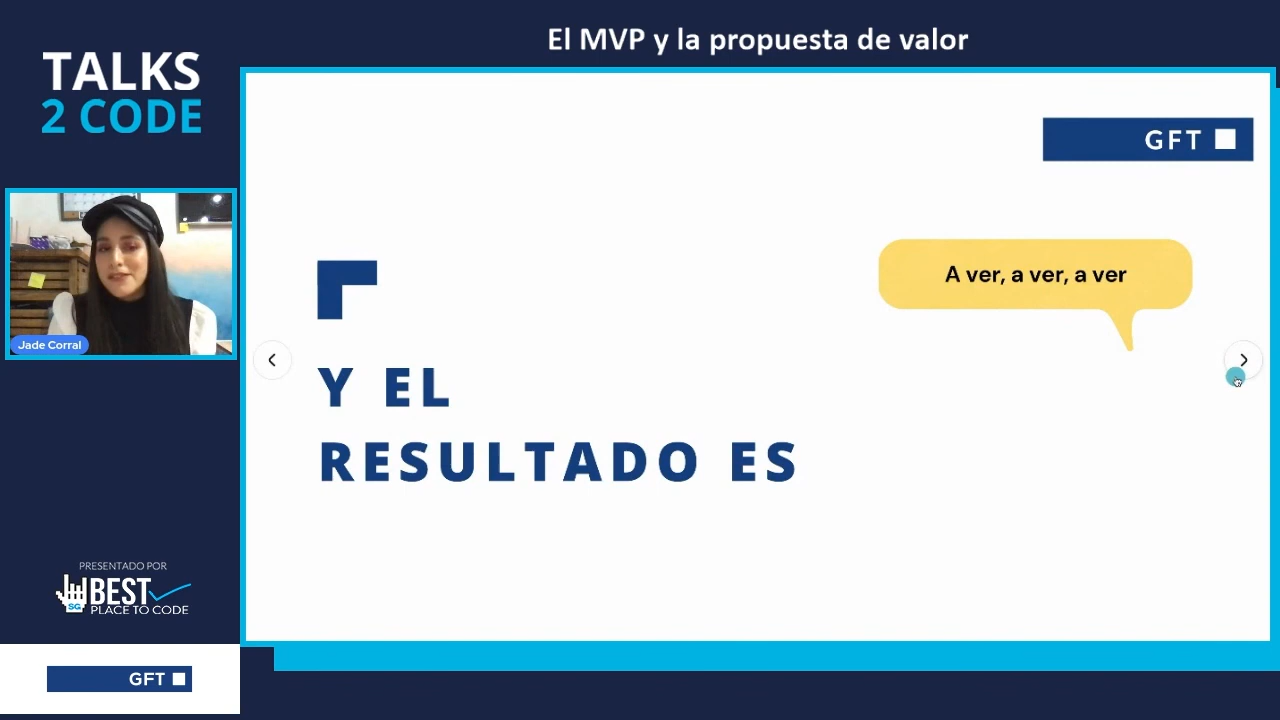 El MVP y la propuesta de valor
TALKS
2 CODE
GFT
A ver, a ver, a ver
Y EL
RESULTADO ES
Jade Corral
PRESENTADO POR
SG
BEST
PLACE TO CODE
GFT